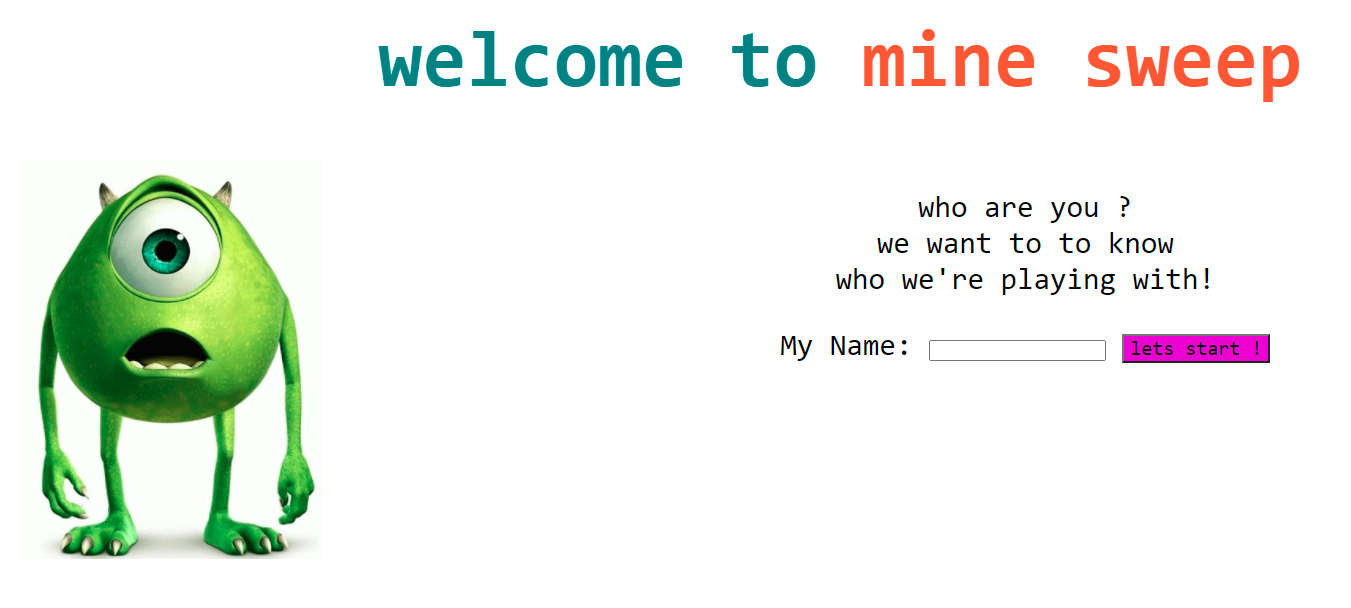 welcome to mine sweep
who are you ?
we want to to know
who we're playing with!
My Name: lets start !